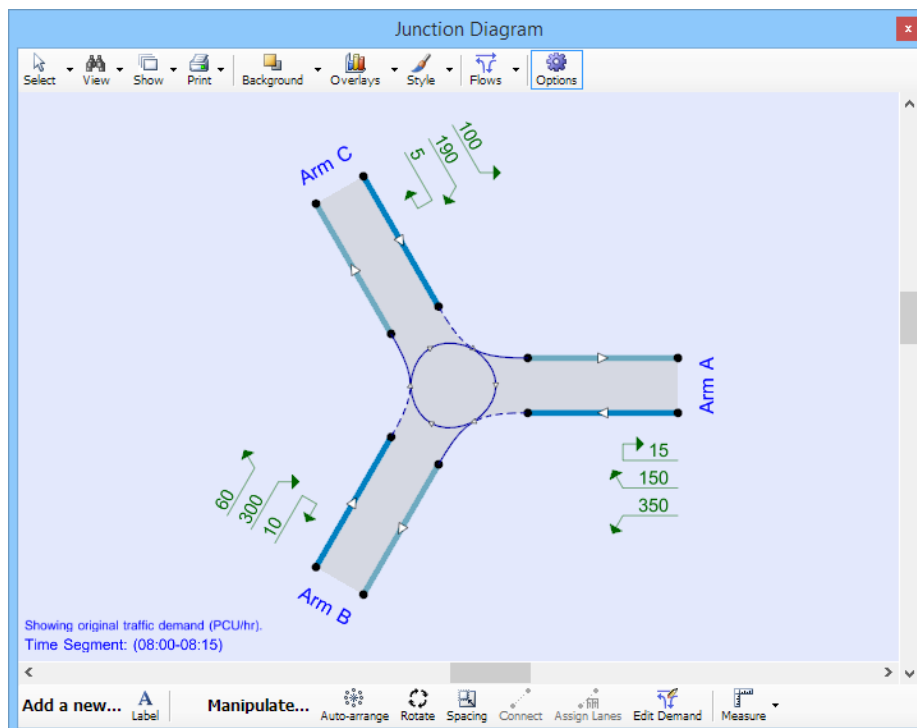 Junction Diagram
x
Select View Show Print Background Overlays Style Flows Options
Arm C
5
190
100
Arm A
15
150
350
60
300
10
Arm B
Showing original traffic demand (PCU/hr).
Time Segment: (08:00-08:15)
Add a new... A Label Manipulate... Auto-arrange Rotate Spacing Connect Assign Lanes Edit Demand Measure